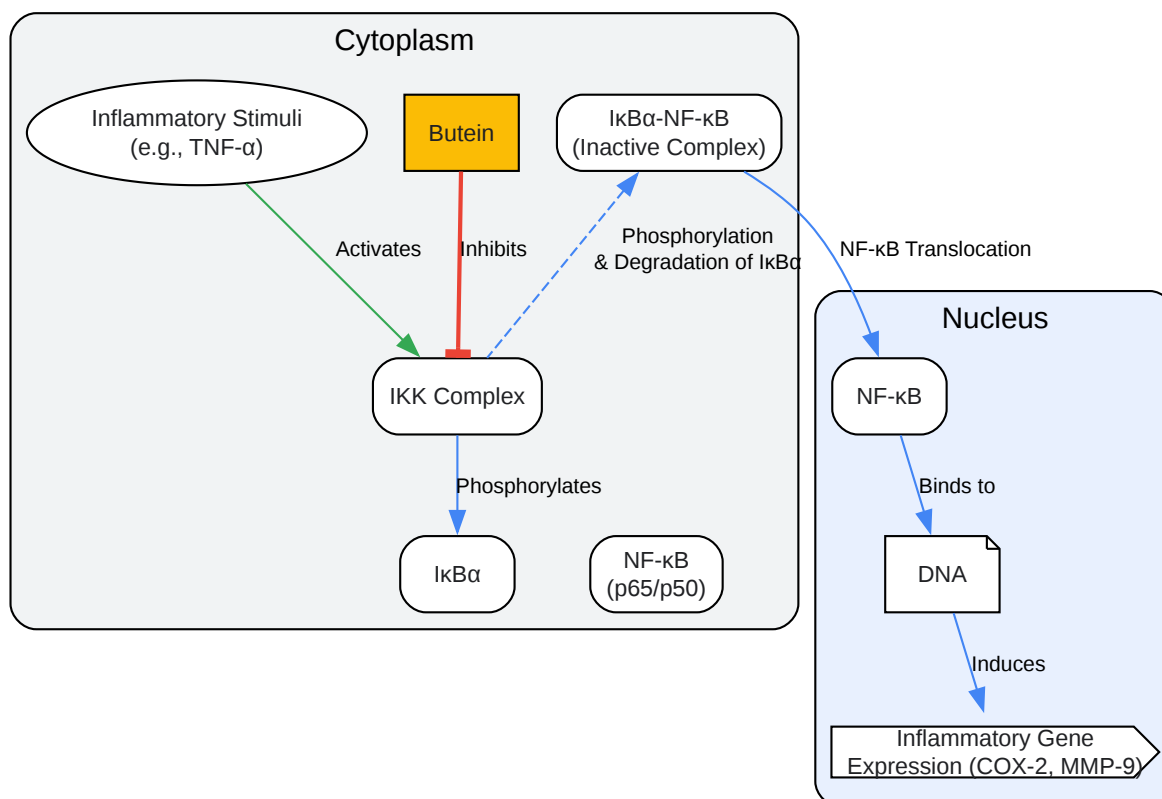 Cytoplasm
Inflammatory Stimuli
(e.g., TNF-α)
Butein
IκBα-NF-κB
(Inactive Complex)
Activates
Inhibits
Phosphorylation
& Degradation of IκBα
NF-κB Translocation
Nucleus
IKK Complex
NF-κB
Phosphorylates
Binds to
IκBα
NF-κB
(p65/p50)
DNA
Induces
Inflammatory Gene
Expression (COX-2, MMP-9)